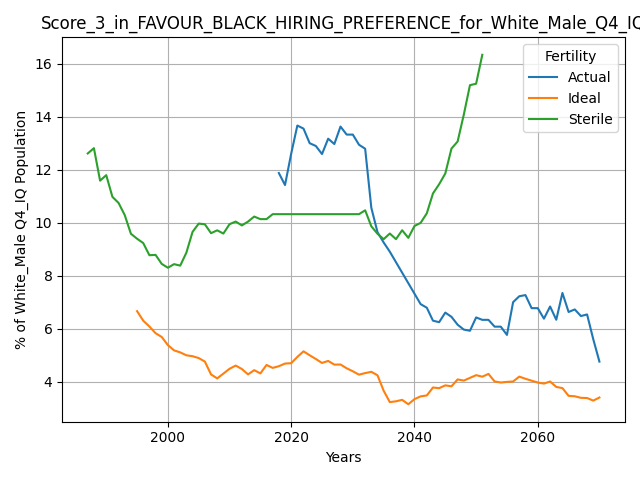 Score_3_in_FAVOUR_BLACK_HIRING_PREFERENCE_for_White_Male_Q4_IQ
Fertility
Actual
Ideal
Sterile
% of White_Male Q4_IQ Population
16
14
12
10
8
6
4
2000
2020
2040
2060
Years